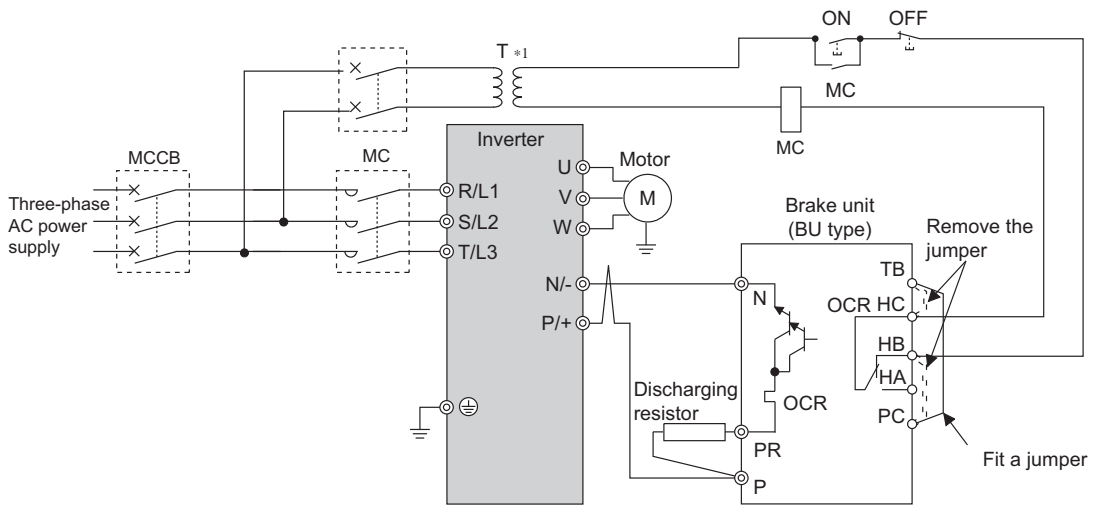 ON
OFF
T *1
MC
MC
MCCB
MC
Inverter
Three-phase
AC power
supply
R/L1
S/L2
T/L3
U
V
W
Motor
M
N/-
P/+
Brake unit
(BU type)
Remove the
jumper
TB
HC
OCR
HB
HA
PC
N
OCR
Discharging
resistor
PR
P
Fit a jumper